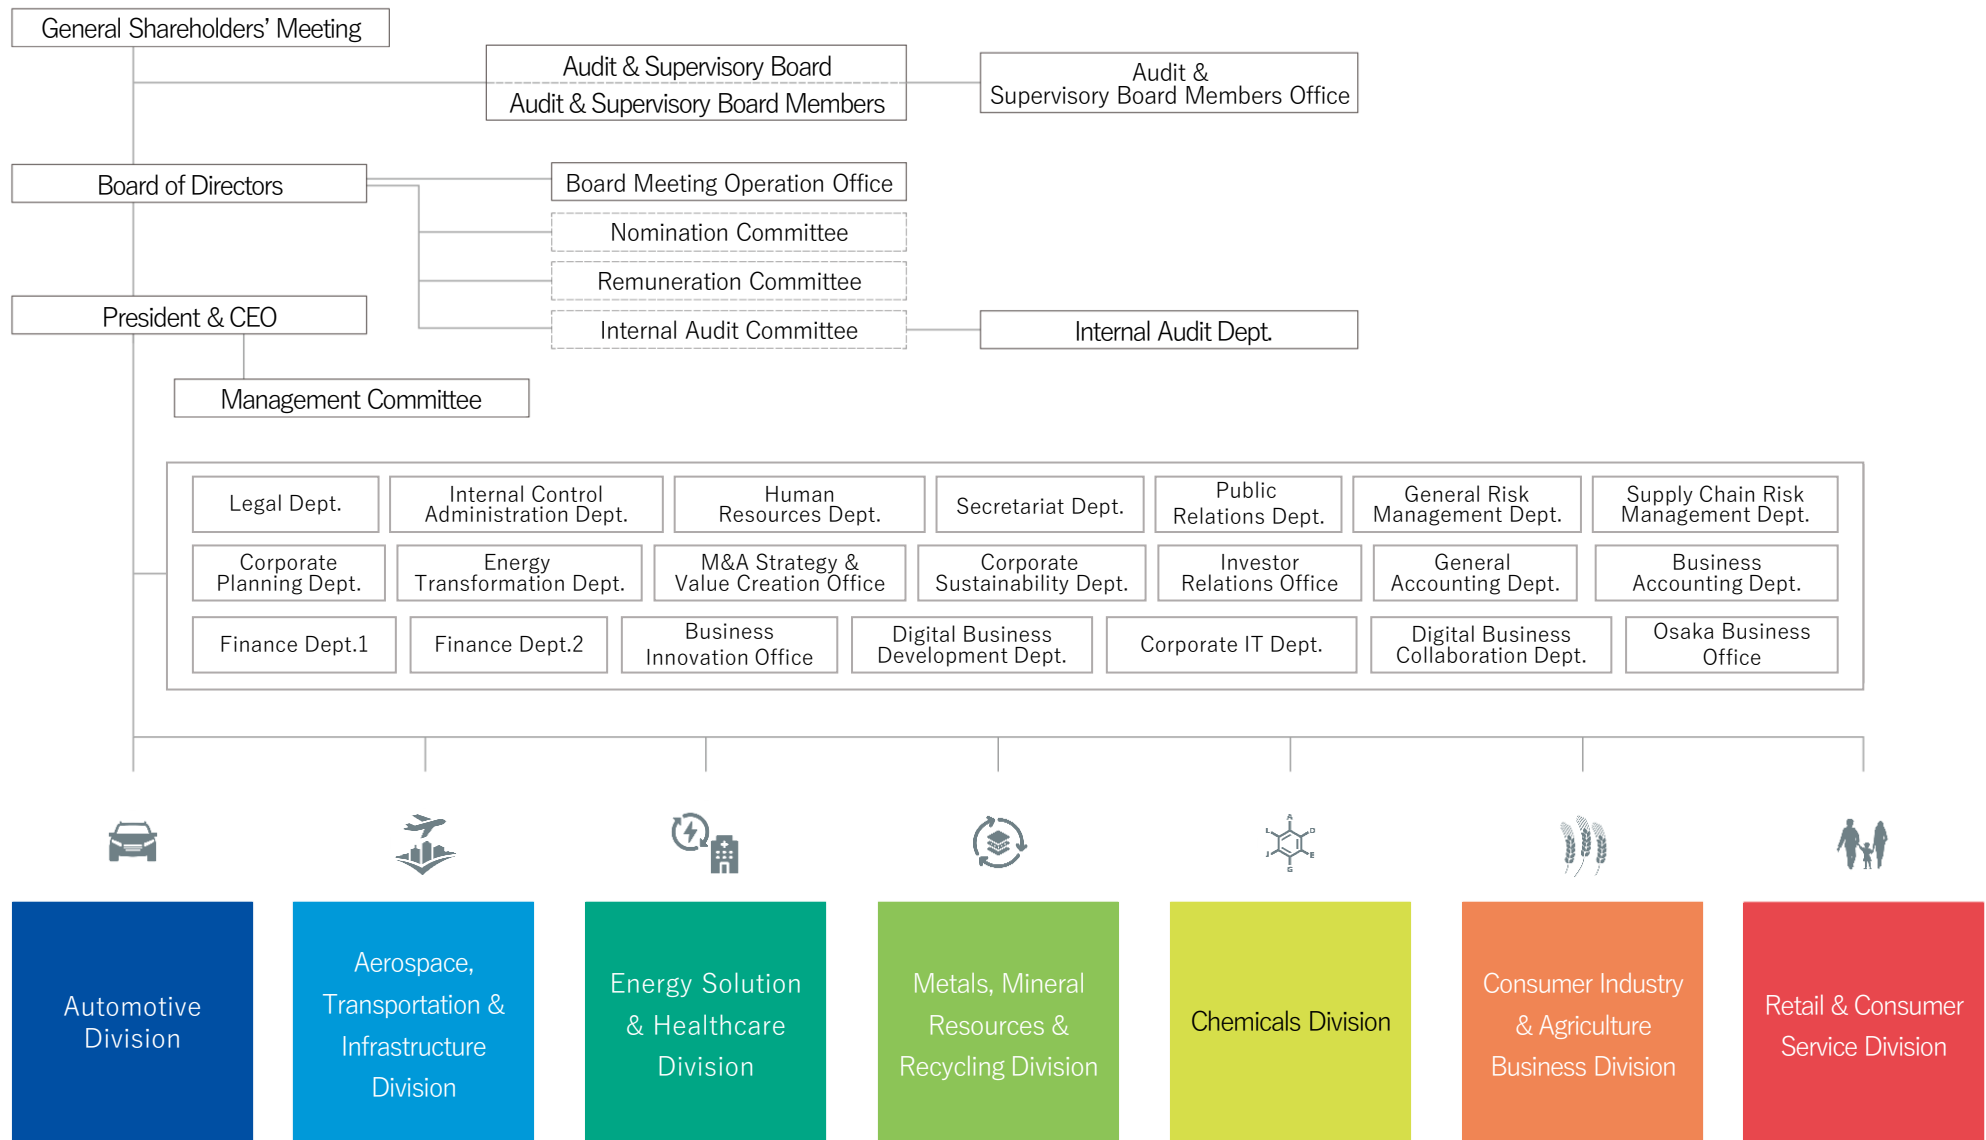 General Shareholders' Meeting
Audit & Supervisory Board
Audit & Supervisory Board Members
Audit &
Supervisory Board Members Office
Board of Directors
Board Meeting Operation Office
Nomination Committee
Remuneration Committee
President & CEO
Internal Audit Committee
Internal Audit Dept.
Management Committee
Legal Dept.
Internal Control
Administration Dept.
Human
Resources Dept.
Secretariat Dept.
Public
Relations Dept.
General Risk
Management Dept.
Supply Chain Risk
Management Dept.
Corporate
Planning Dept.
Energy
Transformation Dept.
M&A Strategy &
Value Creation Office
Corporate
Sustainability Dept.
Investor
Relations Office
General
Accounting Dept.
Business
Accounting Dept.
Finance Dept.1
Finance Dept.2
Business
Innovation Office
Digital Business
Development Dept.
Corporate IT Dept.
Digital Business
Collaboration Dept.
Osaka Business
Office
A
L
D
J
E
G
Automotive
Division
Aerospace,
Transportation &
Infrastructure
Division
Energy Solution
& Healthcare
Division
Metals, Mineral
Resources &
Recycling Division
Chemicals Division
Consumer Industry
& Agriculture
Business Division
Retail & Consumer
Service Division